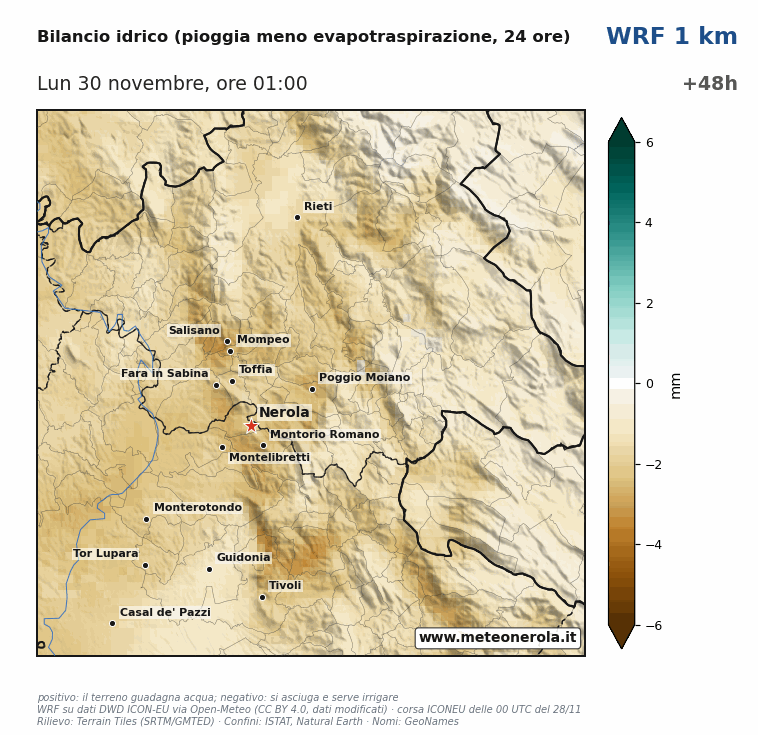 Bilancio idrico (pioggia meno evapotraspirazione, 24 ore)
WRF 1 km
Lun 30 novembre, ore 01:00
+48h
Rieti
Salisano
Mompeo
Fara in Sabina
Toffia
Poggio Moiano
Nerola
Montorio Romano
Montelibretti
Monterotondo
Tor Lupara
Guidonia
Tivoli
Casal de' Pazzi
www.meteonerola.it
6
4
2
0
−2
−4
−6
mm
positivo: il terreno guadagna acqua; negativo: si asciuga e serve irrigare
WRF su dati DWD ICON-EU via Open-Meteo (CC BY 4.0, dati modificati) · corsa ICONEU delle 00 UTC del 28/11
Rilievo: Terrain Tiles (SRTM/GMTED) · Confini: ISTAT, Natural Earth · Nomi: GeoNames